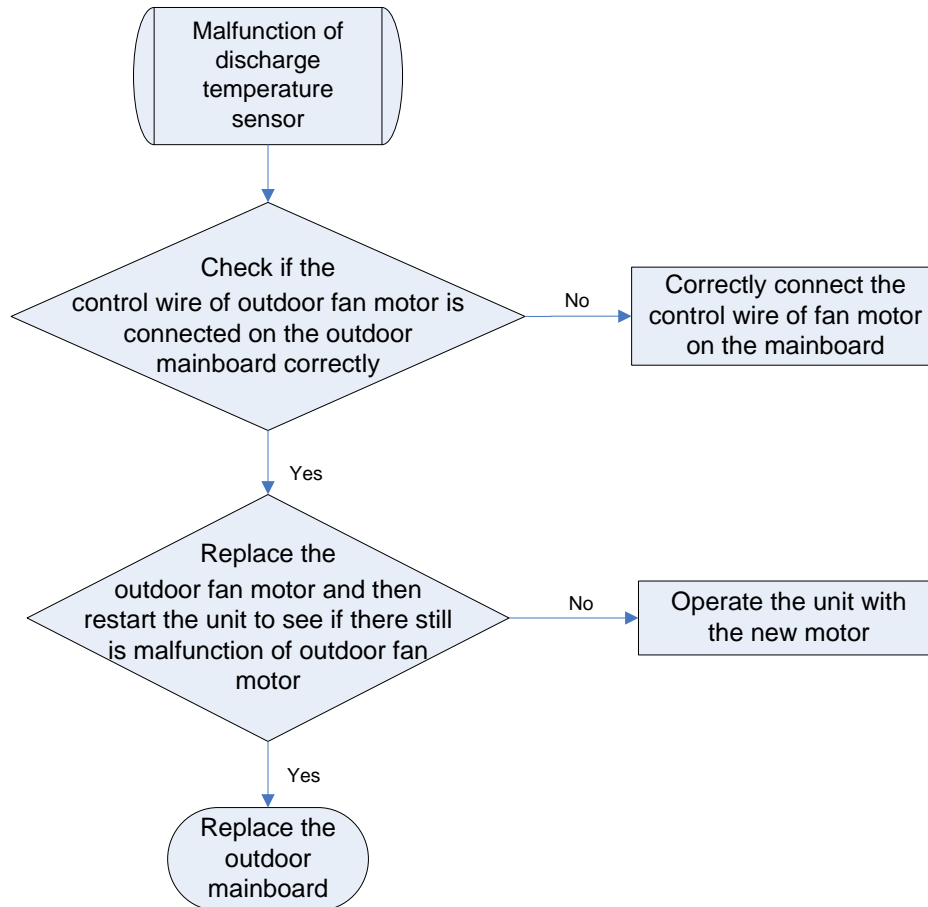 Malfunction of
discharge
temperature
sensor
Check if the
control wire of outdoor fan motor is
connected on the outdoor
mainboard correctly
No
Correctly connect the
control wire of fan motor
on the mainboard
Yes
Replace the
outdoor fan motor and then
restart the unit to see if there still
is malfunction of outdoor fan
motor
No
Operate the unit with
the new motor
Yes
Replace the
outdoor
mainboard